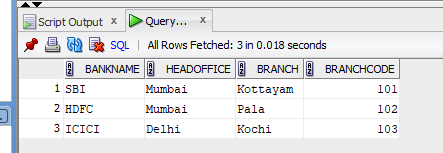 Script Output x Query... x
SQL | All Rows Fetched: 3 in 0.018 seconds
BANKNAME HEADOFFICE BRANCH BRANCHCODE
1 SBI Mumbai Kottayam 101
2 HDFC Mumbai Pala 102
3 ICICI Delhi Kochi 103